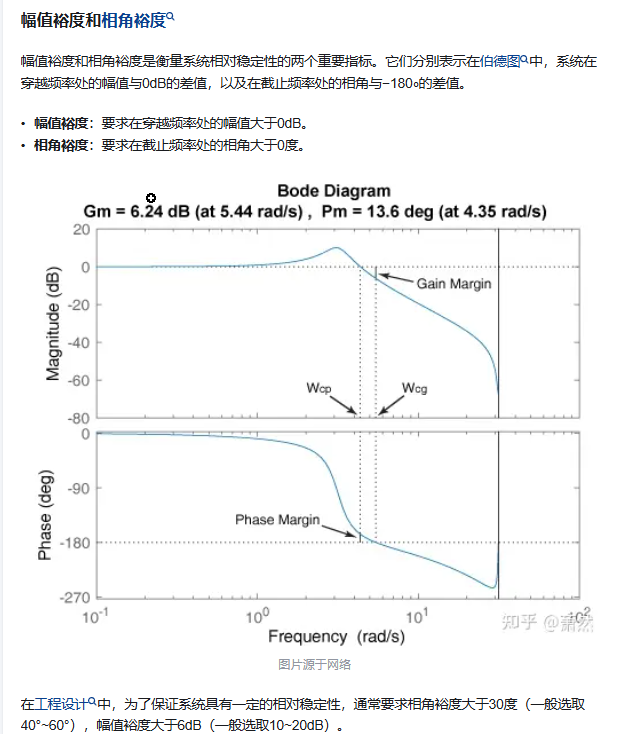 幅值裕度和相角裕度
幅值裕度和相角裕度是衡量系统相对稳定性的两个重要指标。它们分别表示在伯德图中，系统在
穿越频率处的幅值与0dB的差值，以及在截止频率处的相角与−180∘的差值。
• 幅值裕度：要求在穿越频率处的幅值大于0dB。
• 相角裕度：要求在截止频率处的相角大于0度。
Bode Diagram
Gm = 6.24 dB (at 5.44 rad/s) , Pm = 13.6 deg (at 4.35 rad/s)
20
0
-20
-40
-60
-80
Magnitude (dB)
Gain Margin
Wcp
Wcg
0
-90
-180
-270
Phase (deg)
Phase Margin
10-1
100
101
102
Frequency (rad/s)
知乎 @萧然
图片源于网络
在工程设计中，为了保证系统具有一定的相对稳定性，通常要求相角裕度大于30度（一般选取
40°~60°），幅值裕度大于6dB（一般选取10~20dB）。